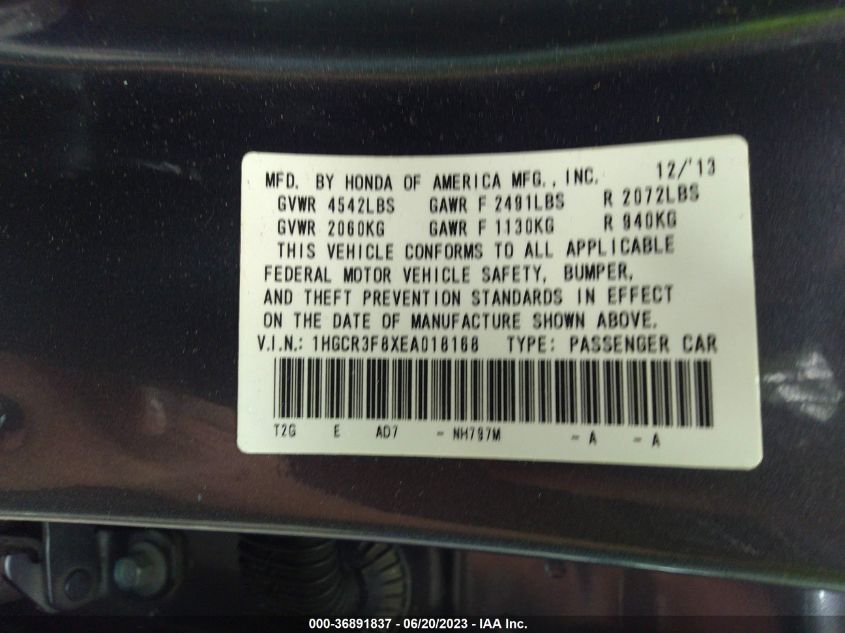 MFD. BY HONDA OF AMERICA MFG., INC. 12/'13
GVWR 4542LBS GAWR F 2491LBS R 2072LBS
GVWR 2060KG GAWR F 1130KG R 940KG
THIS VEHICLE CONFORMS TO ALL APPLICABLE
FEDERAL MOTOR VEHICLE SAFETY, BUMPER,
AND THEFT PREVENTION STANDARDS IN EFFECT
ON THE DATE OF MANUFACTURE SHOWN ABOVE.
V.I.N.: 1HGCR3F8XEA018168 TYPE: PASSENGER CAR
T2G E AD7 - NH797M - A - A
000-36891837 - 06/20/2023 - IAA Inc.